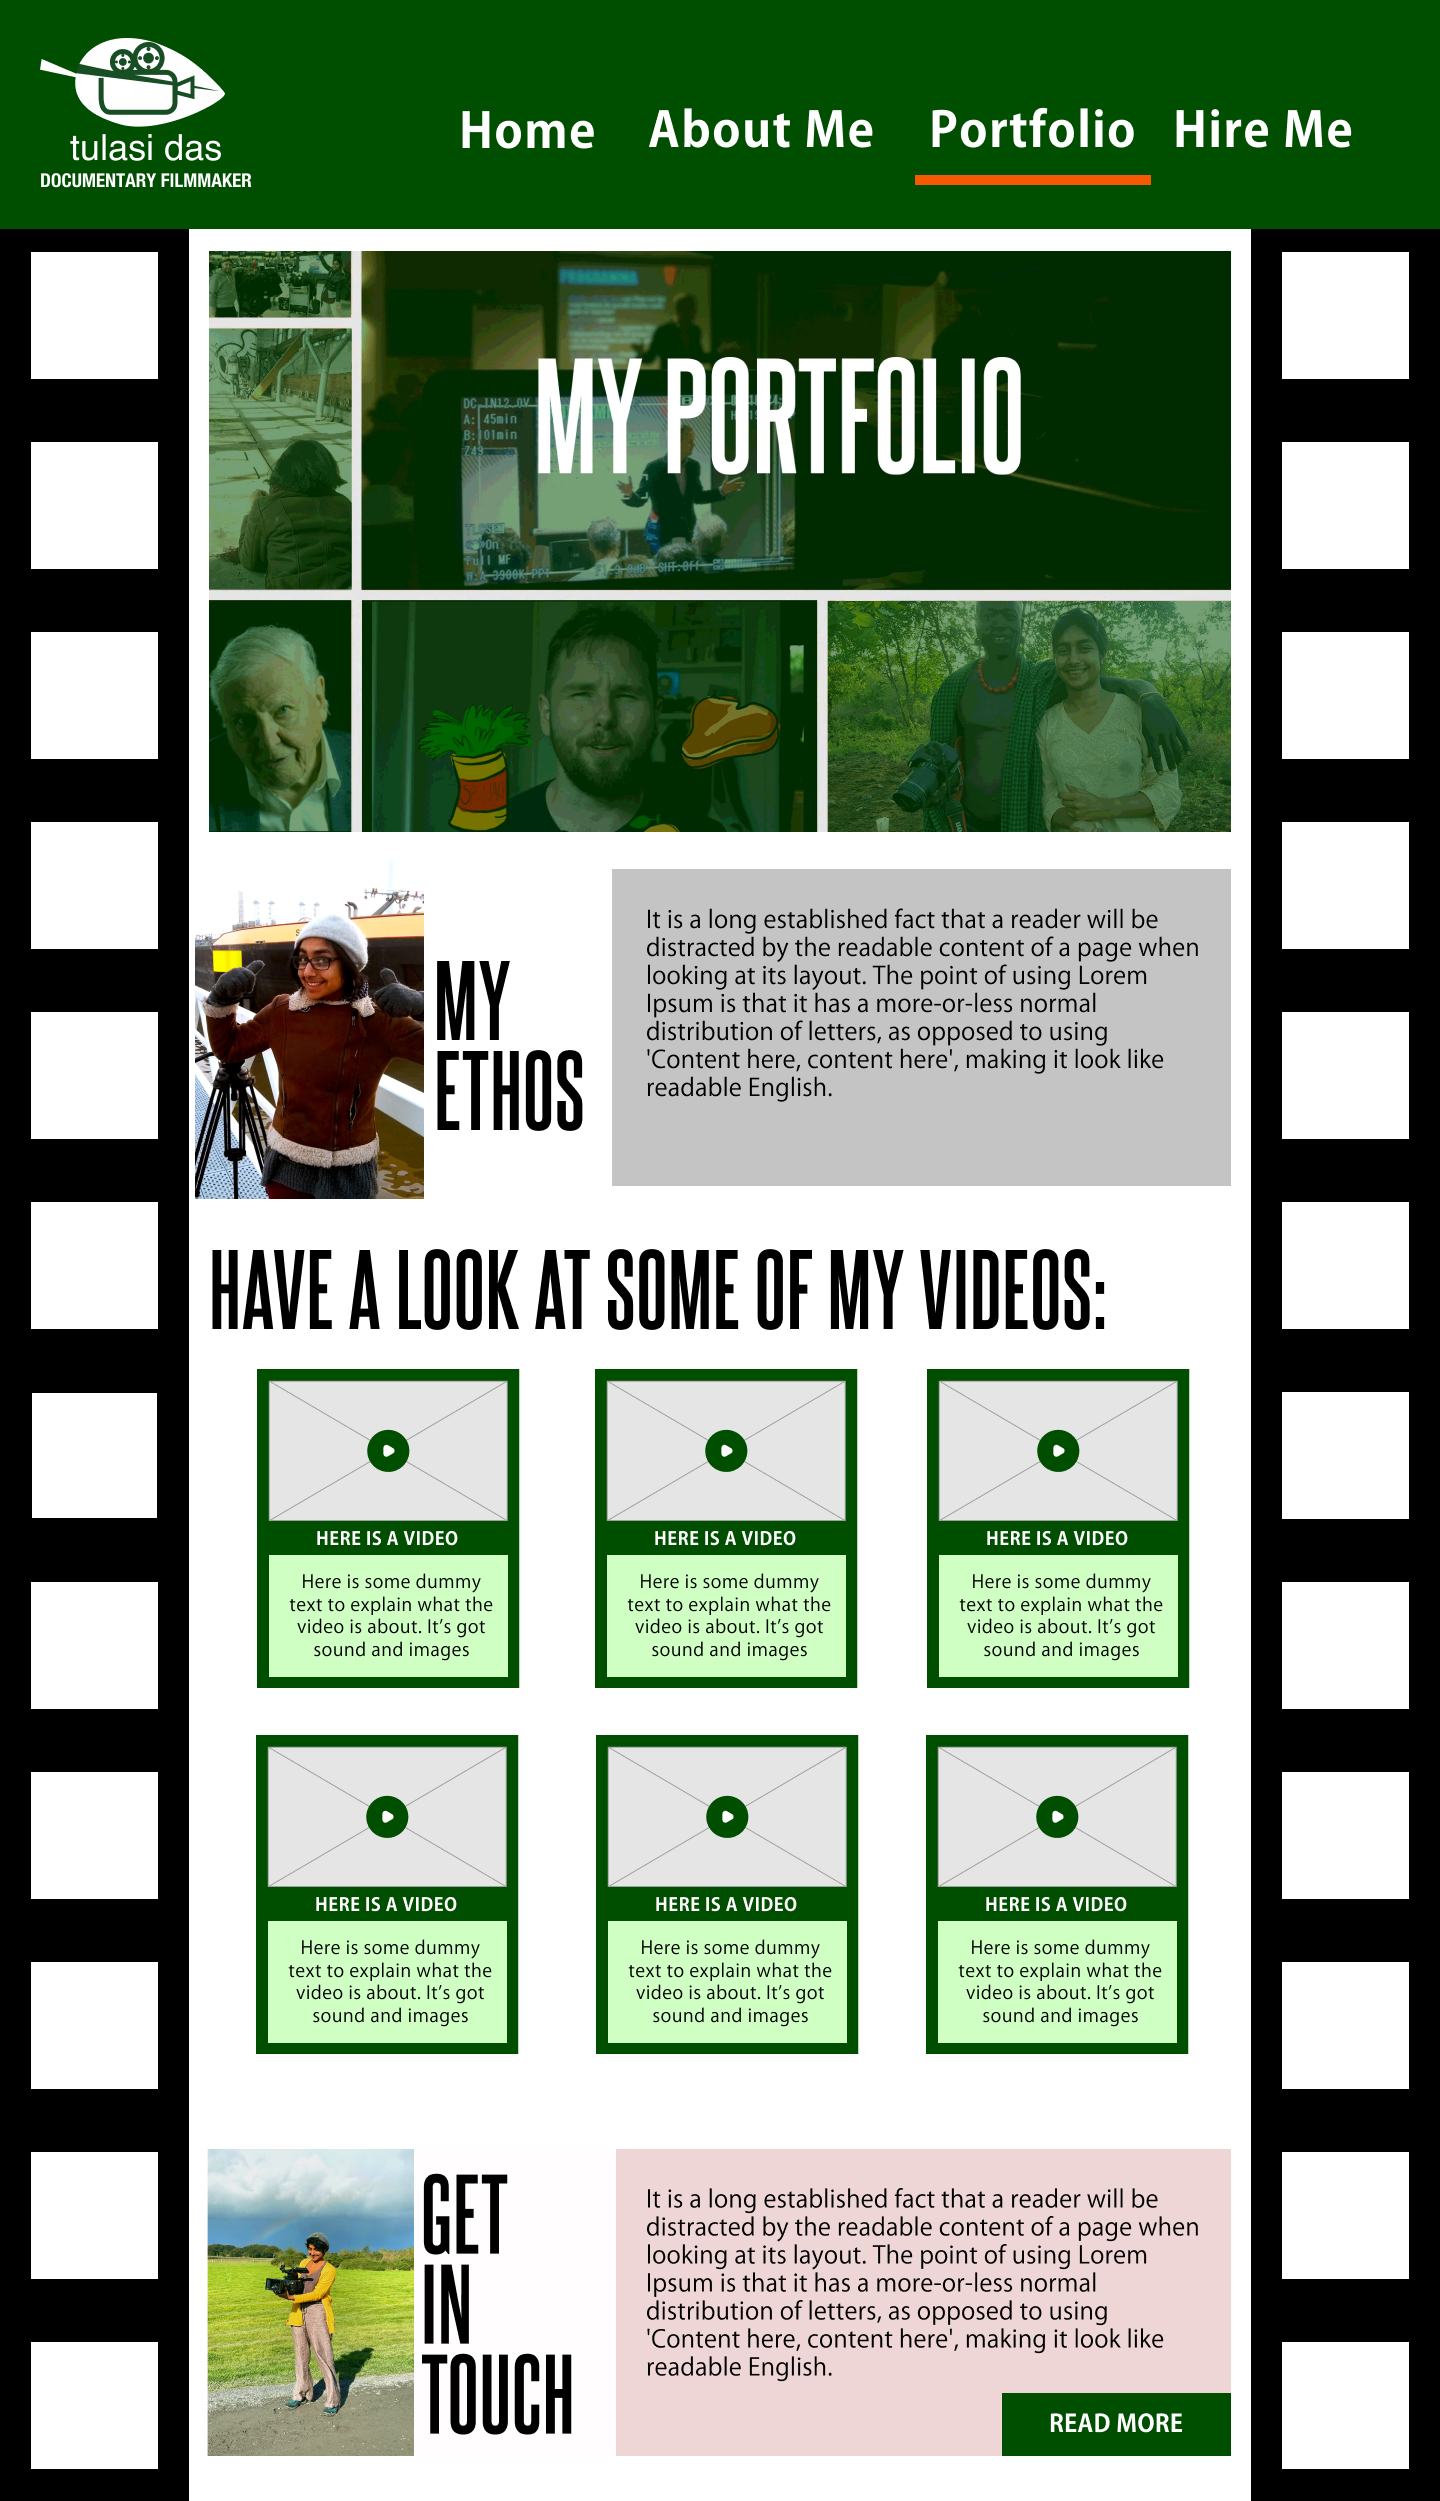 tulasi das
DOCUMENTARY FILMMAKER
Home
About Me
Portfolio
Hire Me
PROGRAMMA
DC IN12.0V
A: 45min
B: 101min
Z49
MY PORTFOLIO
On
Full MF
W:A 3900K
SHT:Off
MY
ETHOS
It is a long established fact that a reader will be
distracted by the readable content of a page when
looking at its layout. The point of using Lorem
Ipsum is that it has a more-or-less normal
distribution of letters, as opposed to using
'Content here, content here', making it look like
readable English.
HAVE A LOOK AT SOME OF MY VIDEOS:
HERE IS A VIDEO
Here is some dummy
text to explain what the
video is about. It’s got
sound and images
HERE IS A VIDEO
Here is some dummy
text to explain what the
video is about. It’s got
sound and images
HERE IS A VIDEO
Here is some dummy
text to explain what the
video is about. It’s got
sound and images
HERE IS A VIDEO
Here is some dummy
text to explain what the
video is about. It’s got
sound and images
HERE IS A VIDEO
Here is some dummy
text to explain what the
video is about. It’s got
sound and images
HERE IS A VIDEO
Here is some dummy
text to explain what the
video is about. It’s got
sound and images
GET
IN
TOUCH
It is a long established fact that a reader will be
distracted by the readable content of a page when
looking at its layout. The point of using Lorem
Ipsum is that it has a more-or-less normal
distribution of letters, as opposed to using
'Content here, content here', making it look like
readable English.
READ MORE